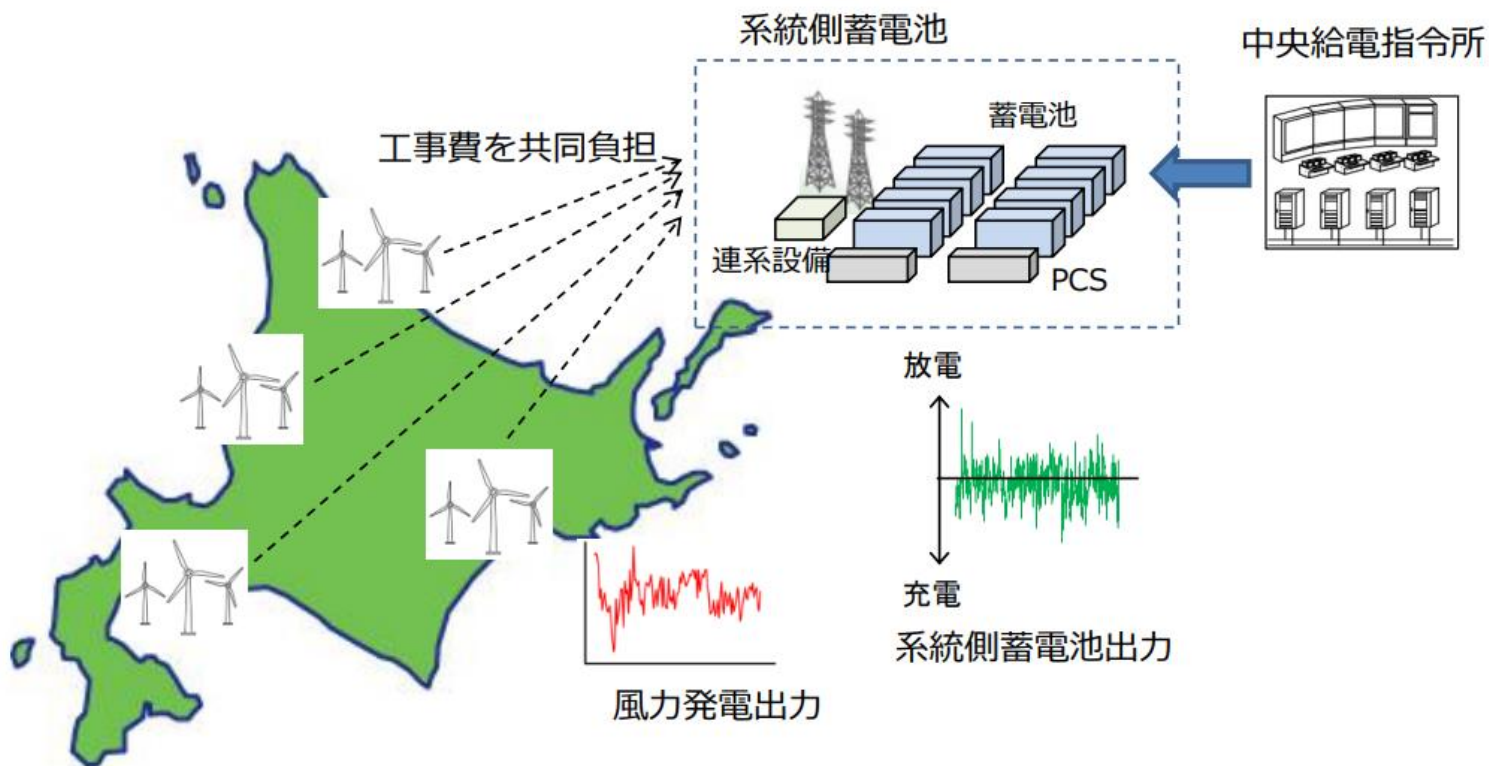 系統側蓄電池
中央給電指令所
工事費を共同負担
蓄電池
連系設備
PCS
放電
充電
系統側蓄電池出力
風力発電出力